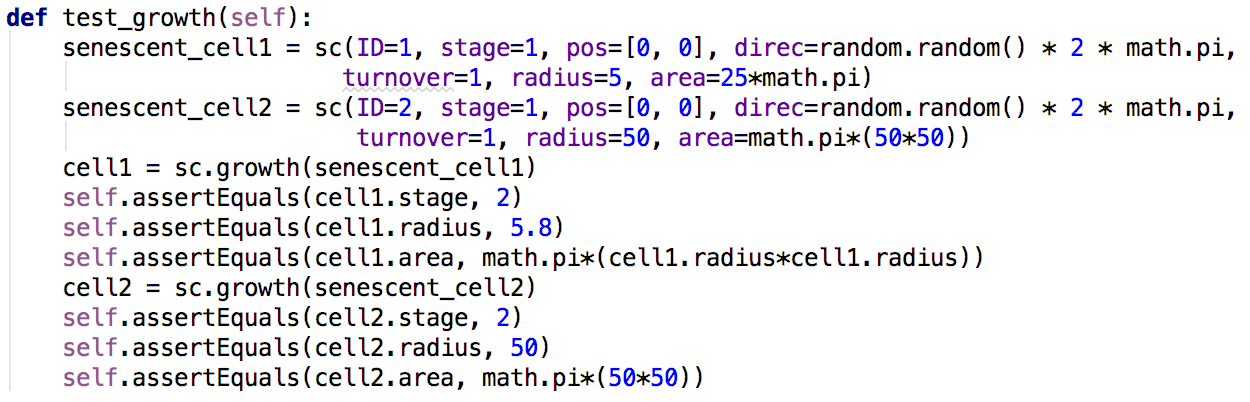 def test_growth(self):
    senescent_cell1 = sc(ID=1, stage=1, pos=[0, 0], direc=random.random() * 2 * math.pi,
                         turnover=1, radius=5, area=25*math.pi)
    senescent_cell2 = sc(ID=2, stage=1, pos=[0, 0], direc=random.random() * 2 * math.pi,
                          turnover=1, radius=50, area=math.pi*(50*50))
    cell1 = sc.growth(senescent_cell1)
    self.assertEquals(cell1.stage, 2)
    self.assertEquals(cell1.radius, 5.8)
    self.assertEquals(cell1.area, math.pi*(cell1.radius*cell1.radius))
    cell2 = sc.growth(senescent_cell2)
    self.assertEquals(cell2.stage, 2)
    self.assertEquals(cell2.radius, 50)
    self.assertEquals(cell2.area, math.pi*(50*50))